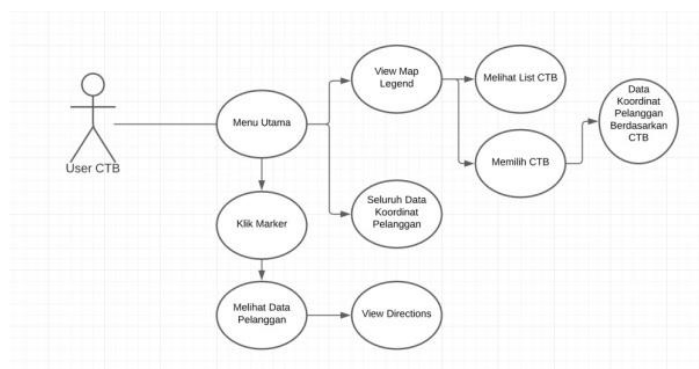 User CTB
Menu Utama
View Map
Legend
Melihat List CTB
Memilih CTB
Data
Koordinat
Pelanggan
Berdasarkan
CTB
Seluruh Data
Koordinat
Pelanggan
Klik Marker
Melihat Data
Pelanggan
View Directions